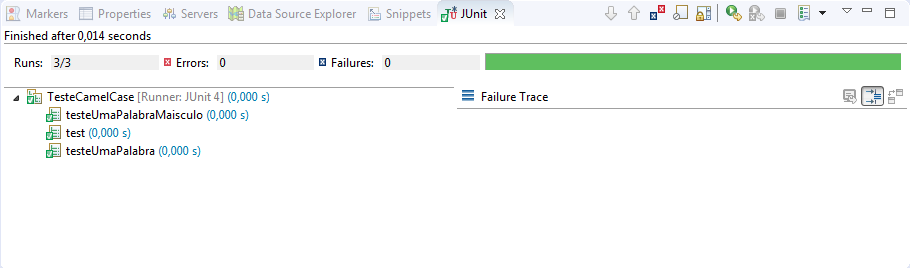 Markers Properties Servers Data Source Explorer Snippets JUnit
Finished after 0,014 seconds
Runs: 3/3 Errors: 0 Failures: 0
TesteCamelCase [Runner: JUnit 4] (0,000 s)
Failure Trace
testeUmaPalabraMaisculo (0,000 s)
test (0,000 s)
testeUmaPalabra (0,000 s)